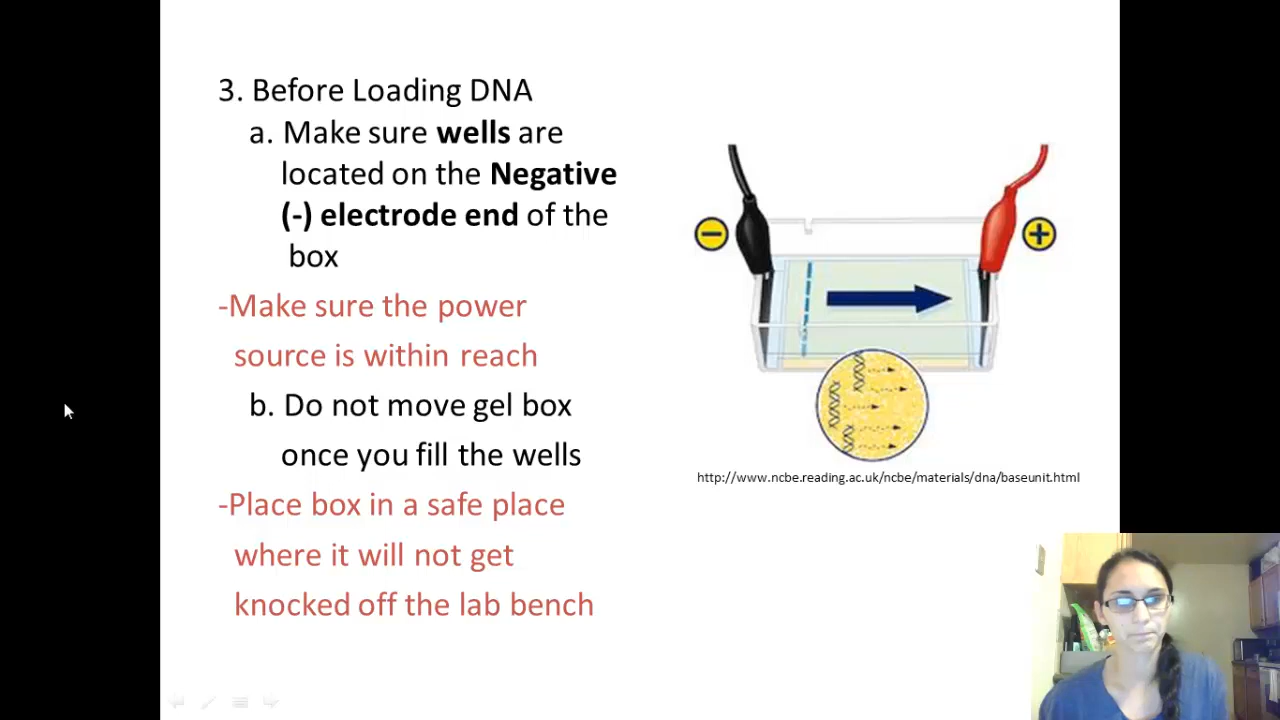 3. Before Loading DNA
a. Make sure wells are
located on the Negative
(-) electrode end of the
box
-Make sure the power
source is within reach
b. Do not move gel box
once you fill the wells
-Place box in a safe place
where it will not get
knocked off the lab bench
− +
http://www.ncbe.reading.ac.uk/ncbe/materials/dna/baseunit.html